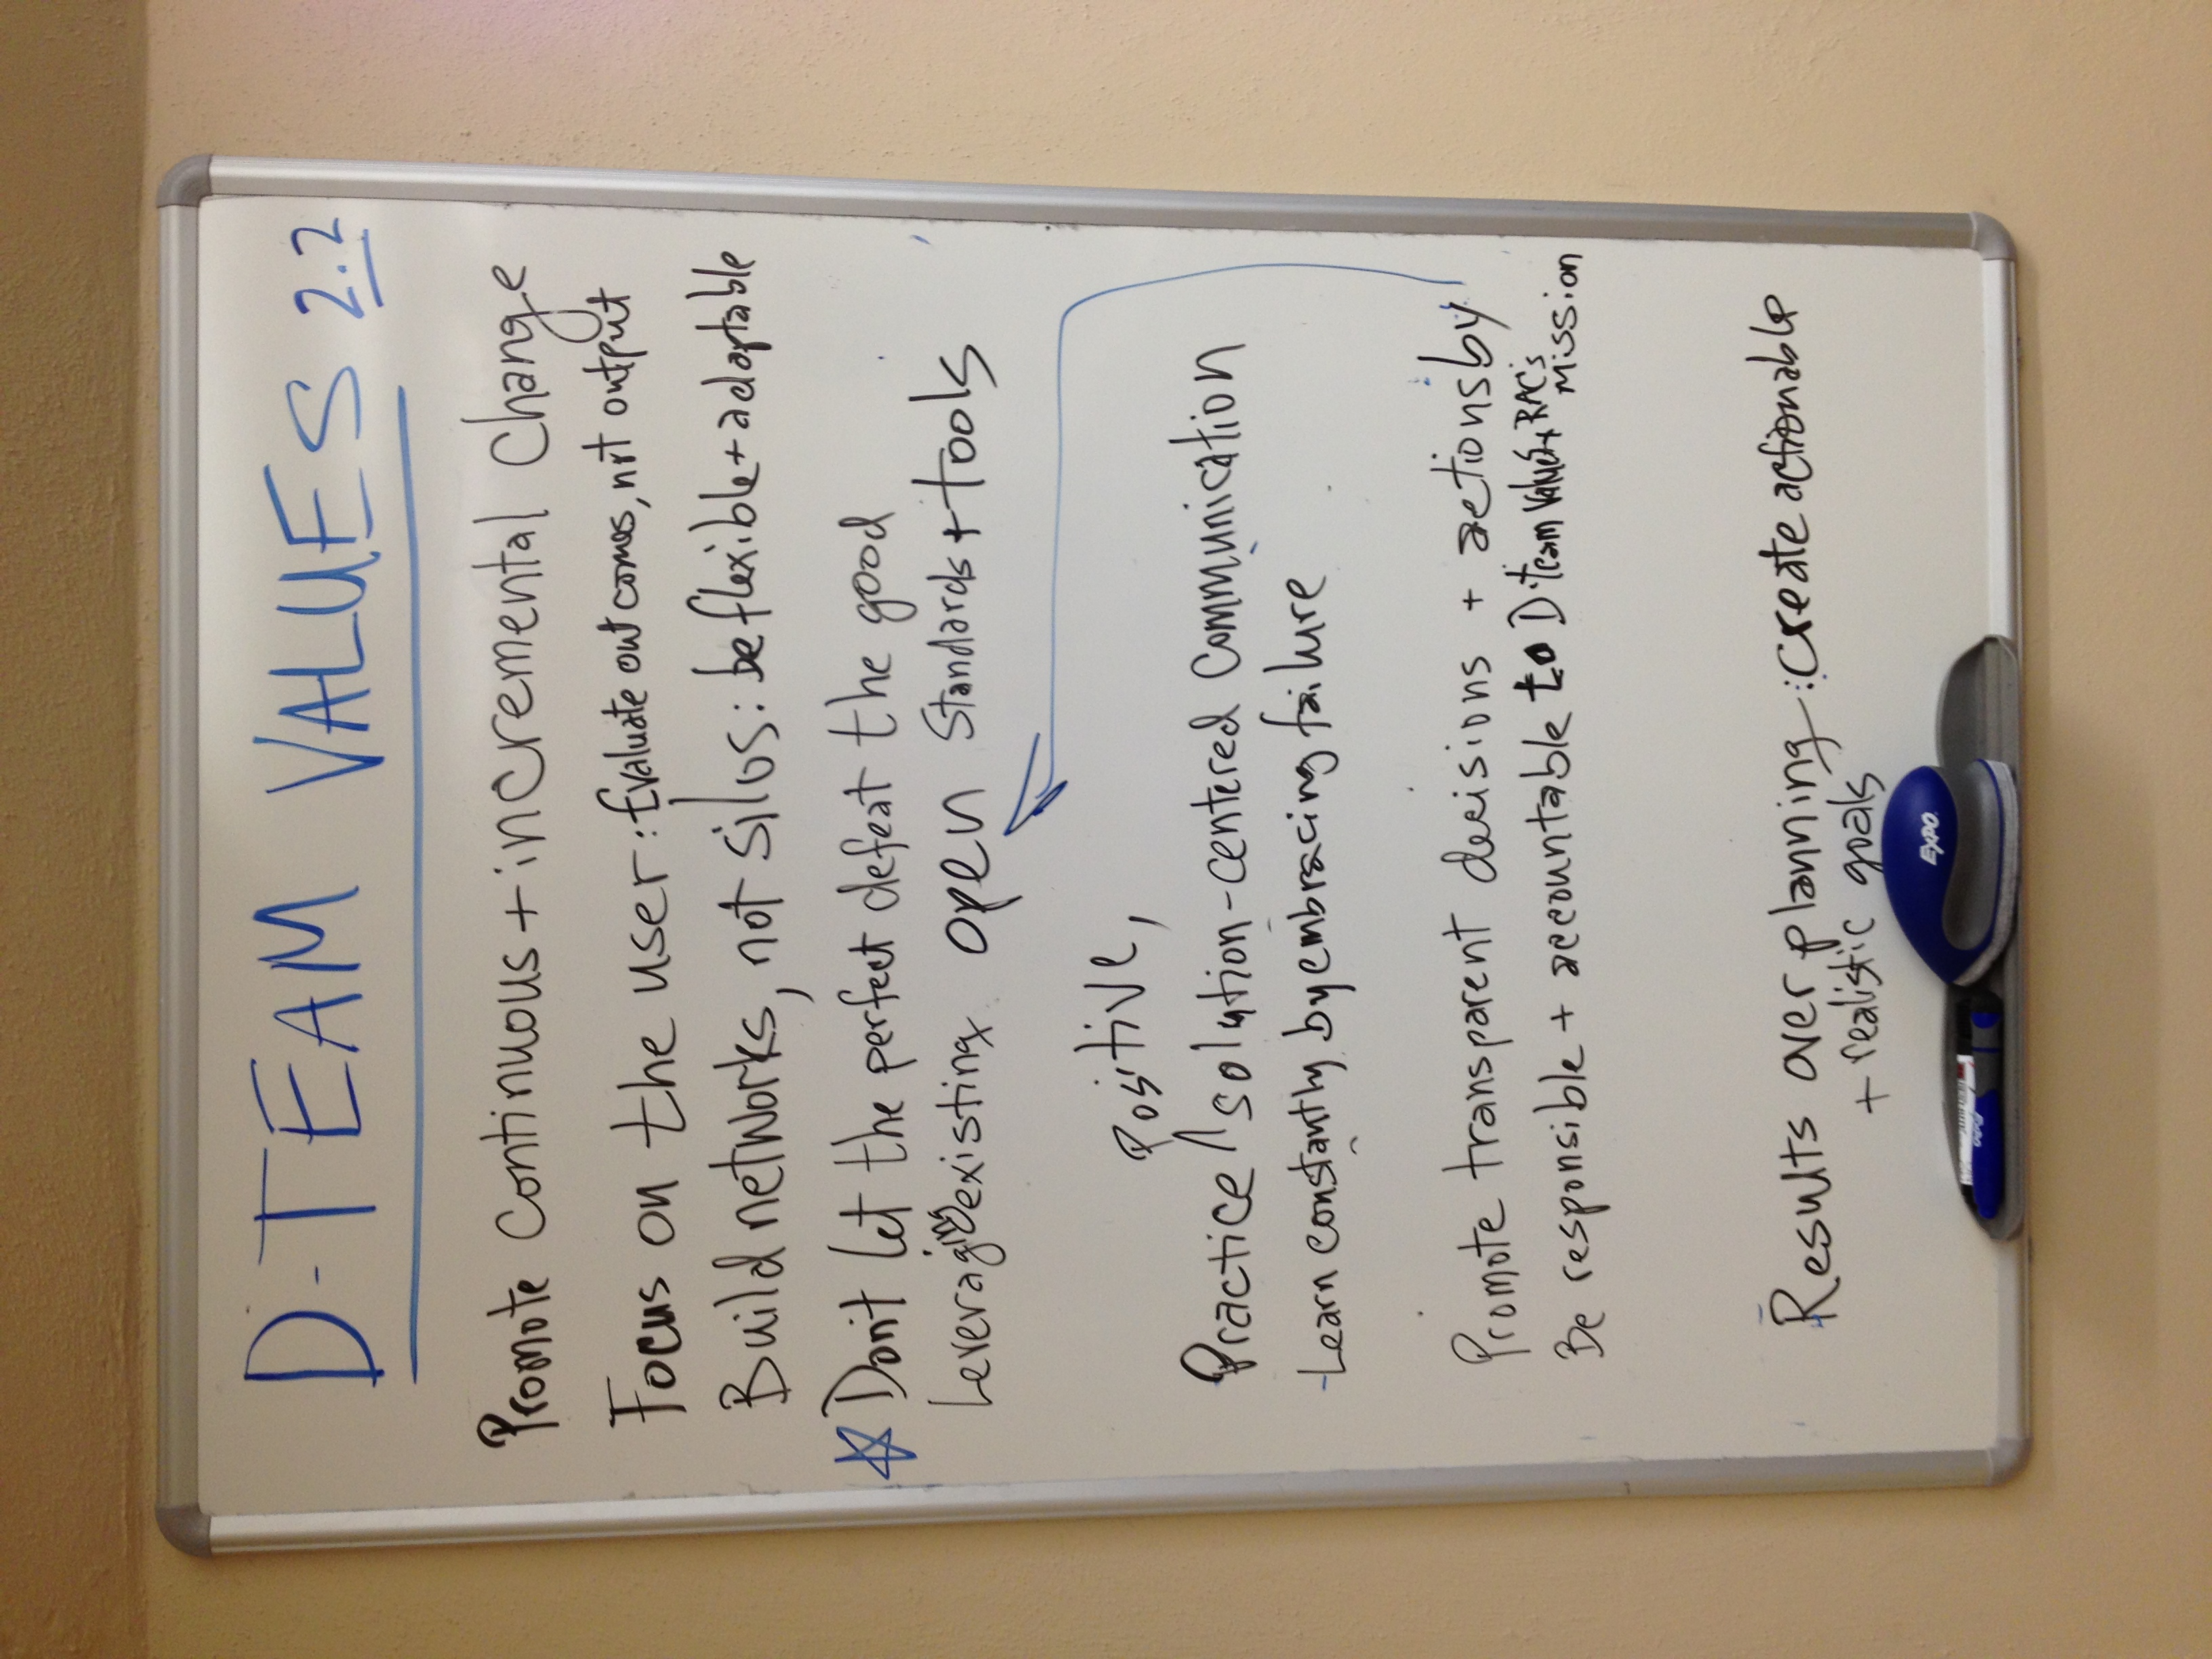 D-TEAM VALUES 2.2
Promote continuous + incremental change
Focus on the user: Evaluate outcomes, not output
Build networks, not silos: be flexible + adaptable
Don't let the perfect defeat the good
Leveraging existing open standards + tools
Positive,
Practice ^ solution-centered communication
Learn constantly by embracing failure
Promote transparent decisions + actions by
Be responsible + accountable to D-Team Values + RAC's
Mission
Results over planning: create actionable
+ realistic goals
EXPO